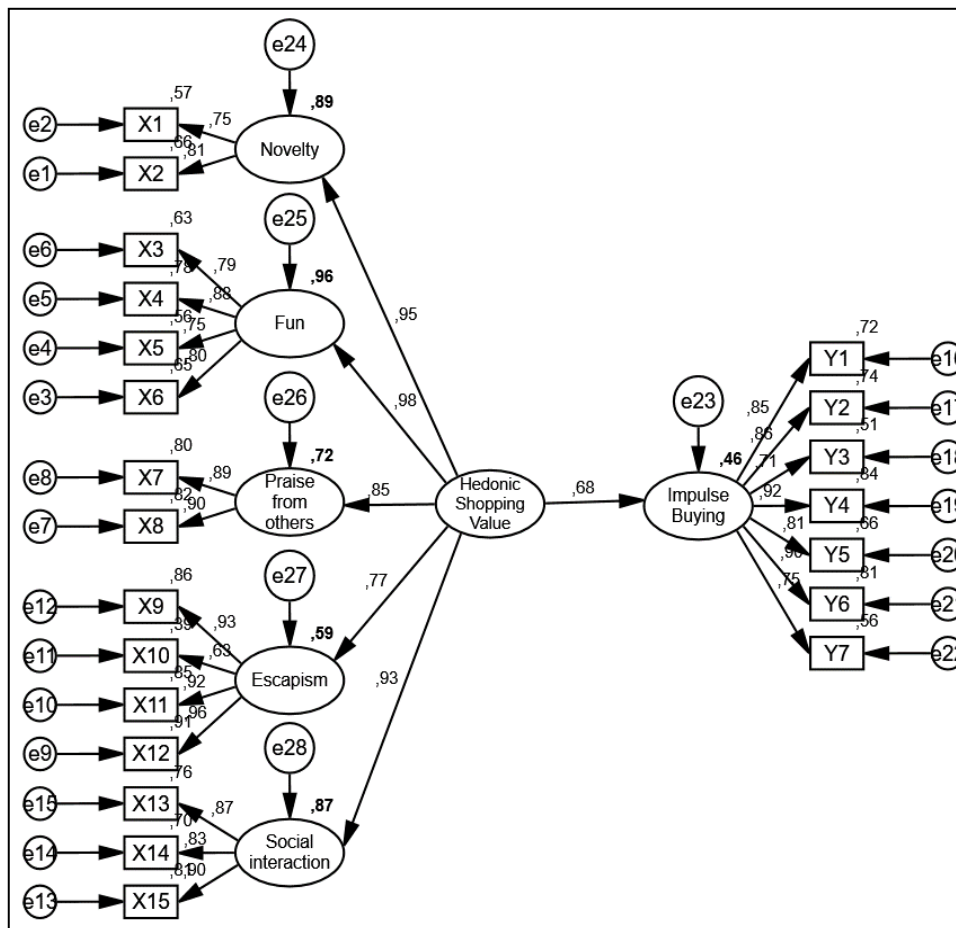 e24
,57
,89
e2
X1
,75
Novelty
,66
,81
e1
X2
e25
,63
e6
X3
,79
,96
,78
e5
X4
,88
Fun
,95
,56
,75
e4
X5
,72
,80
,65
Y1
e3
X6
e26
,98
e23
,85
,74
Y2
,80
,86
,51
e8
X7
,89
,72
,46
,71
Y3
e18
,82
Praise
from
others
,85
Hedonic
Shopping
Value
,68
Impulse
Buying
,92
,84
Y4
e7
X8
,90
,81
,66
Y5
e27
,77
,75
,81
Y6
,86
e12
X9
,93
,59
,56
Y7
e11
X10
,63
Escapism
,93
,85
,92
e10
X11
,96
,91
e9
X12
e28
,76
e15
X13
,87
,87
,70
e14
X14
,83
Social
interaction
,90
e13
X15